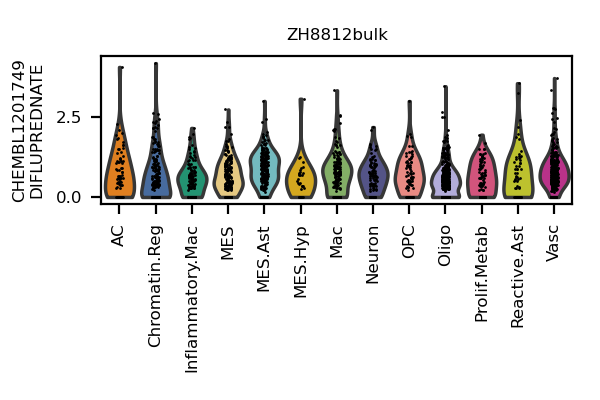 ZH8812bulk
CHEMBL1201749
DIFLUPREDNATE
2.5
0.0
AC
Chromatin.Reg
Inflammatory.Mac
MES
MES.Ast
MES.Hyp
Mac
Neuron
OPC
Oligo
Prolif.Metab
Reactive.Ast
Vasc